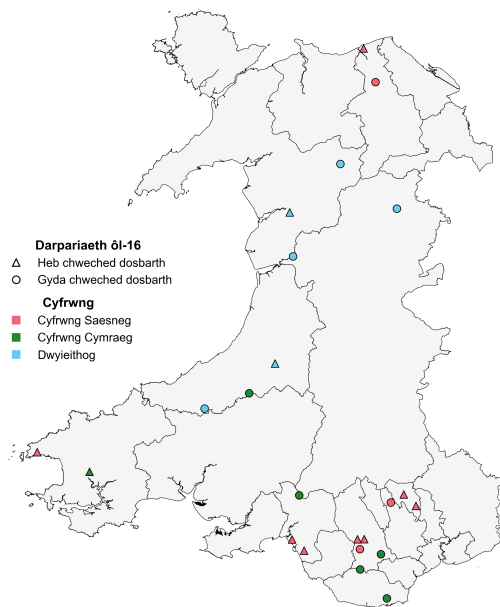 Darpariaeth ôl-16
Heb chweched dosbarth
Gyda chweched dosbarth
Cyfrwng
Cyfrwng Saesneg
Cyfrwng Cymraeg
Dwyieithog